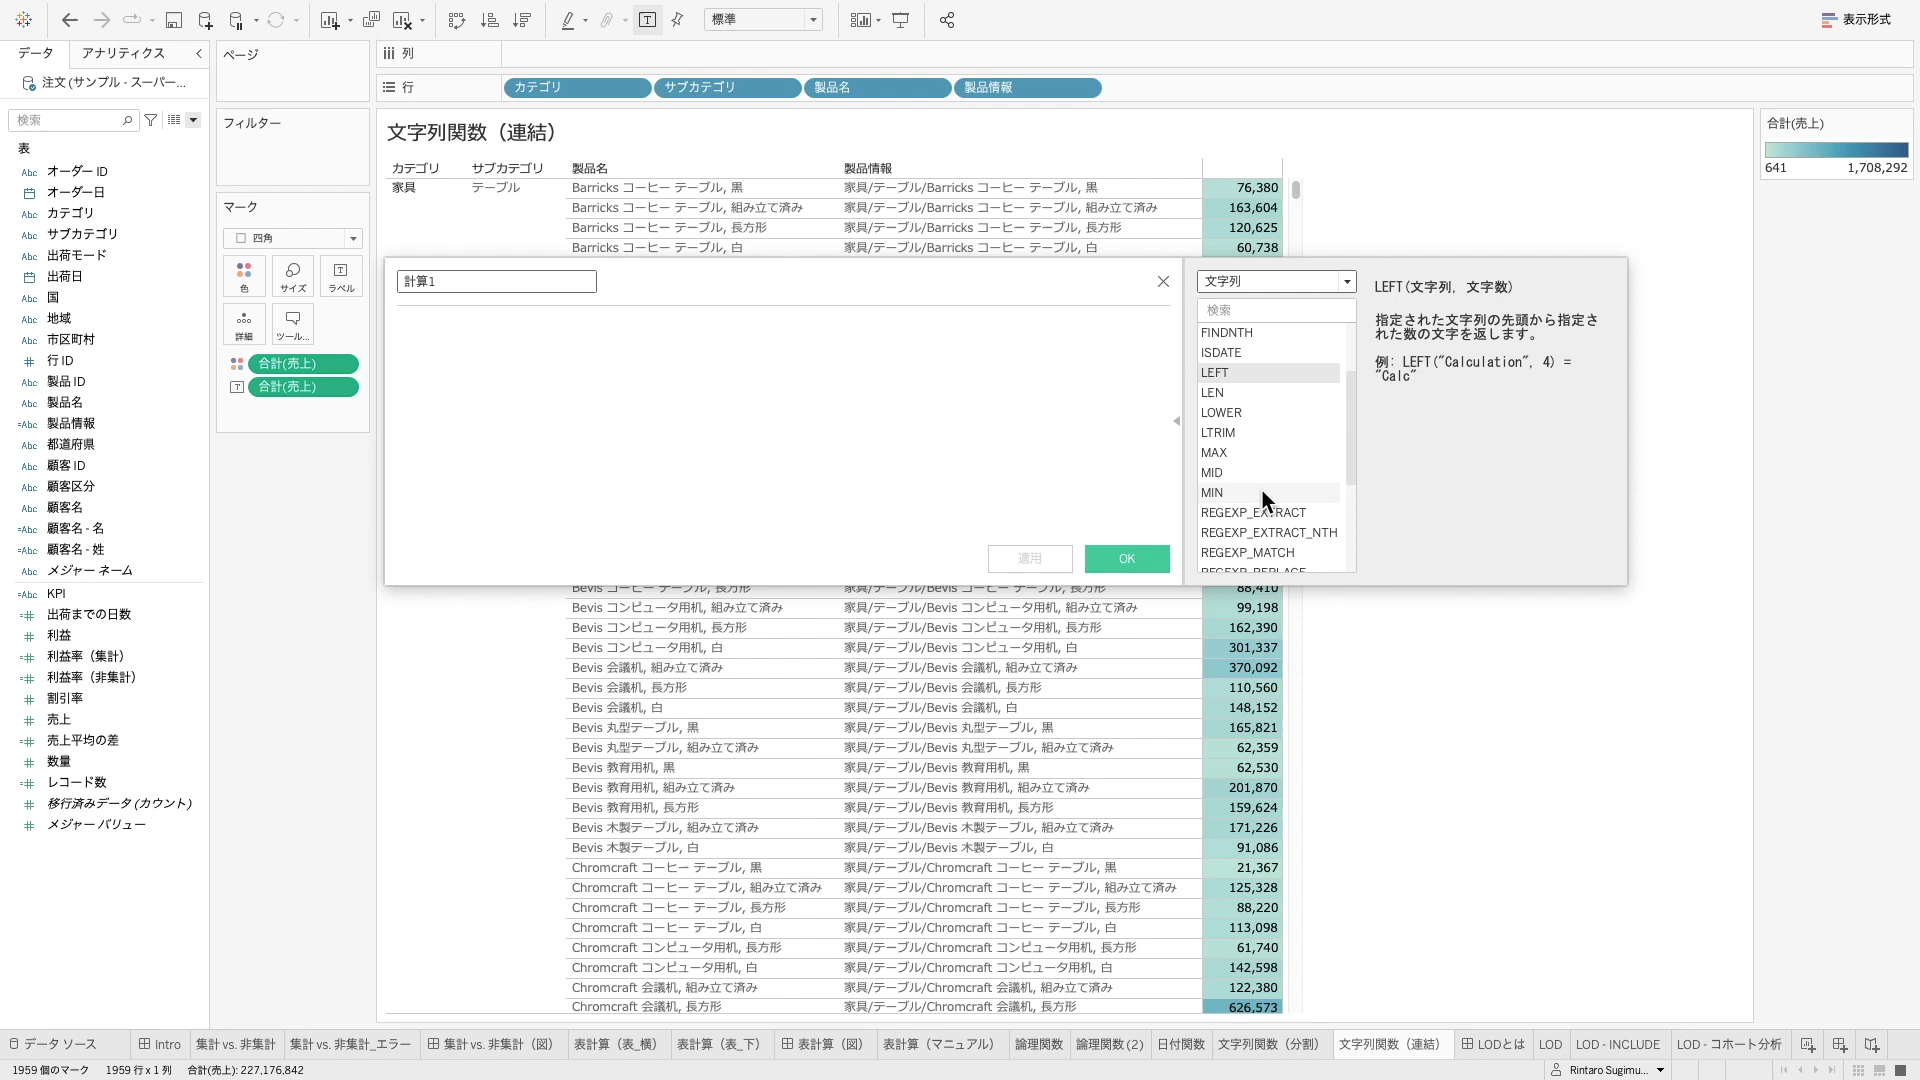 標準
表示形式
データ
アナリティクス
ページ
列
注文 (サンプル - スーパー...
行
カテゴリ
サブカテゴリ
製品名
製品情報
検索
フィルター
文字列関数（連結）
合計(売上)
641
1,708,292
表
Abc オーダー ID
オーダー日
Abc カテゴリ
Abc サブカテゴリ
Abc 出荷モード
出荷日
Abc 国
Abc 地域
Abc 市区町村
行 ID
Abc 製品 ID
Abc 製品名
=Abc 製品情報
Abc 都道府県
Abc 顧客 ID
Abc 顧客区分
Abc 顧客名
=Abc 顧客名 - 名
=Abc 顧客名 - 姓
Abc メジャー ネーム
=Abc KPI
出荷までの日数
利益
利益率（集計）
利益率（非集計）
割引率
売上
売上平均の差
数量
レコード数
移行済みデータ (カウント)
メジャー バリュー
マーク
四角
色
サイズ
ラベル
詳細
ツール...
合計(売上)
合計(売上)
カテゴリ サブカテゴリ 製品名 製品情報
家具 テーブル Barricks コーヒー テーブル, 黒 家具/テーブル/Barricks コーヒー テーブル, 黒 76,380
Barricks コーヒー テーブル, 組み立て済み 家具/テーブル/Barricks コーヒー テーブル, 組み立て済み 163,604
Barricks コーヒー テーブル, 長方形 家具/テーブル/Barricks コーヒー テーブル, 長方形 120,625
Barricks コーヒー テーブル, 白 家具/テーブル/Barricks コーヒー テーブル, 白 60,738
計算1
適用
OK
文字列
検索
FINDNTH
ISDATE
LEFT
LEN
LOWER
LTRIM
MAX
MID
MIN
REGEXP_EXTRACT
REGEXP_EXTRACT_NTH
REGEXP_MATCH
REGEXP_REPLACE
LEFT(文字列, 文字数)
指定された文字列の先頭から指定さ
れた数の文字を返します。
例: LEFT("Calculation", 4) =
"Calc"
Bevis コーヒー テーブル, 長方形 家具/テーブル/Bevis コーヒー テーブル, 長方形 88,410
Bevis コンピュータ用机, 組み立て済み 家具/テーブル/Bevis コンピュータ用机, 組み立て済み 99,198
Bevis コンピュータ用机, 長方形 家具/テーブル/Bevis コンピュータ用机, 長方形 162,390
Bevis コンピュータ用机, 白 家具/テーブル/Bevis コンピュータ用机, 白 301,337
Bevis 会議机, 組み立て済み 家具/テーブル/Bevis 会議机, 組み立て済み 370,092
Bevis 会議机, 長方形 家具/テーブル/Bevis 会議机, 長方形 110,560
Bevis 会議机, 白 家具/テーブル/Bevis 会議机, 白 148,152
Bevis 丸型テーブル, 黒 家具/テーブル/Bevis 丸型テーブル, 黒 165,821
Bevis 丸型テーブル, 組み立て済み 家具/テーブル/Bevis 丸型テーブル, 組み立て済み 62,359
Bevis 教育用机, 黒 家具/テーブル/Bevis 教育用机, 黒 62,530
Bevis 教育用机, 組み立て済み 家具/テーブル/Bevis 教育用机, 組み立て済み 201,870
Bevis 教育用机, 長方形 家具/テーブル/Bevis 教育用机, 長方形 159,624
Bevis 木製テーブル, 組み立て済み 家具/テーブル/Bevis 木製テーブル, 組み立て済み 171,226
Bevis 木製テーブル, 白 家具/テーブル/Bevis 木製テーブル, 白 91,086
Chromcraft コーヒー テーブル, 黒 家具/テーブル/Chromcraft コーヒー テーブル, 黒 21,367
Chromcraft コーヒー テーブル, 組み立て済み 家具/テーブル/Chromcraft コーヒー テーブル, 組み立て済み 125,328
Chromcraft コーヒー テーブル, 長方形 家具/テーブル/Chromcraft コーヒー テーブル, 長方形 88,220
Chromcraft コーヒー テーブル, 白 家具/テーブル/Chromcraft コーヒー テーブル, 白 113,098
Chromcraft コンピュータ用机, 長方形 家具/テーブル/Chromcraft コンピュータ用机, 長方形 61,740
Chromcraft コンピュータ用机, 白 家具/テーブル/Chromcraft コンピュータ用机, 白 142,598
Chromcraft 会議机, 組み立て済み 家具/テーブル/Chromcraft 会議机, 組み立て済み 122,380
Chromcraft 会議机, 長方形 家具/テーブル/Chromcraft 会議机, 長方形 626,573
データ ソース Intro 集計 vs. 非集計 集計 vs. 非集計_エラー 集計 vs. 非集計（図） 表計算（表_横） 表計算（表_下） 表計算（図） 表計算（マニュアル） 論理関数 論理関数 (2) 日付関数 文字列関数（分割） 文字列関数（連結） LODとは LOD LOD - INCLUDE LOD - コホート分析
1959 個のマーク 1959 行 x 1 列 合計(売上): 227,176,842 Rintaro Sugimu...